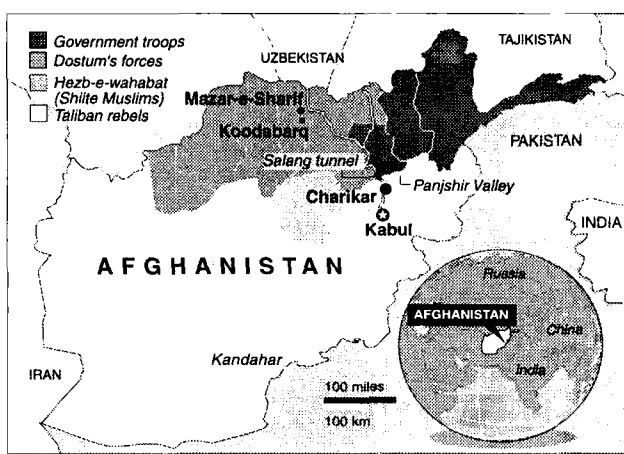 Government troops
Dostum's forces
Hezb-e-wahabat
(Shiite Muslims)
Taliban rebels
UZBEKISTAN
TAJIKISTAN
Mazar-e-Sharif
Koodabarq
PAKISTAN
Salang tunnel
Panjshir Valley
Charikar
INDIA
Kabul
AFGHANISTAN
Russia
AFGHANISTAN
China
Kandahar
India
IRAN
100 miles
100 km